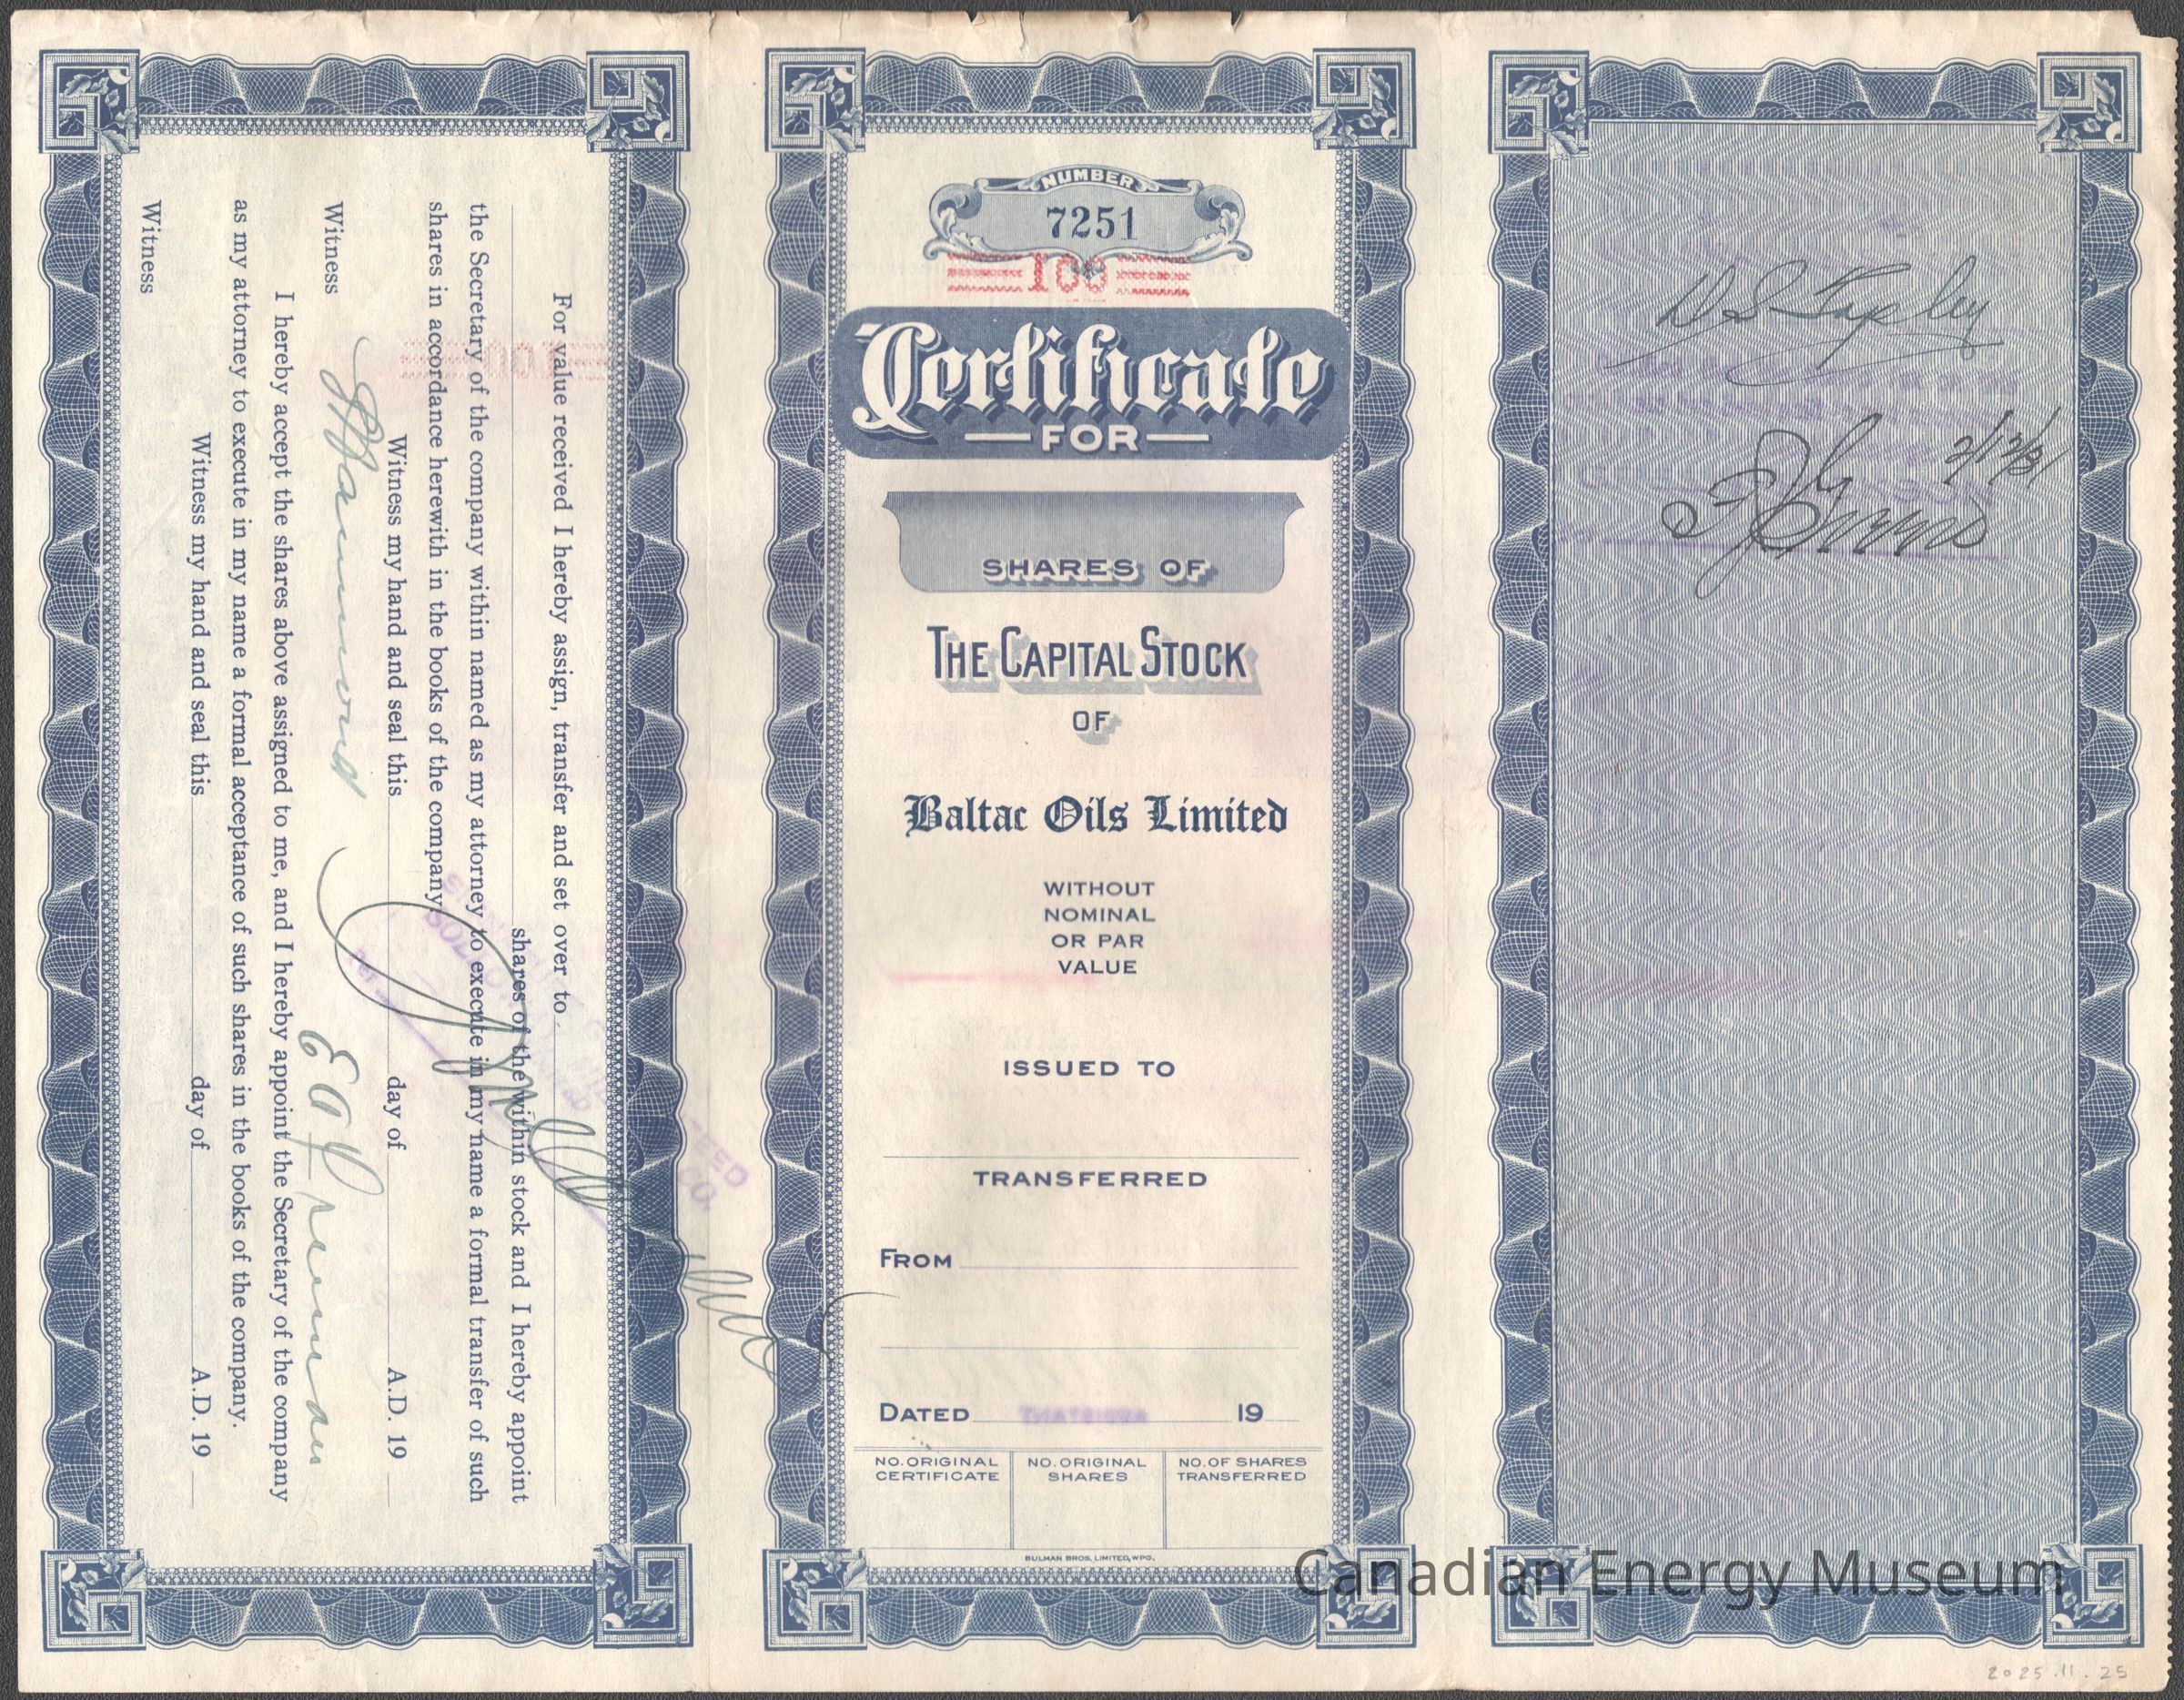 For value received I hereby assign, transfer and set over to
shares of the within stock and I hereby appoint
the Secretary of the company within named as my attorney to execute in my name a formal transfer of such
shares in accordance herewith in the books of the company
Witness my hand and seal this day of A.D. 19
Witness
I hereby accept the shares above assigned to me, and I hereby appoint the Secretary of the company
as my attorney to execute in my name a formal acceptance of such shares in the books of the company.
Witness my hand and seal this day of A.D. 19
Witness
NUMBER
7251
100
Certificate
FOR
SHARES OF
THE CAPITAL STOCK
OF
Baltac Oils Limited
WITHOUT
NOMINAL
OR PAR
VALUE
ISSUED TO
TRANSFERRED
FROM
DATED 19
NO. ORIGINAL CERTIFICATE
NO. ORIGINAL SHARES
NO. OF SHARES TRANSFERRED
BULMAN BROS. LIMITED, WPG.
Canadian Energy Museum
2025.11.25